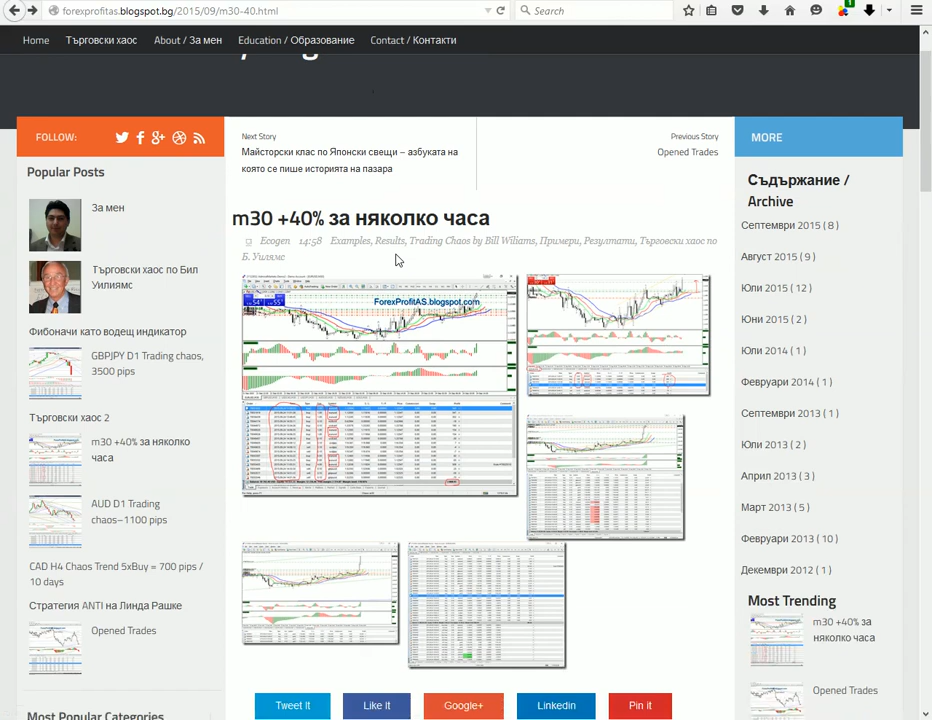 forexprofitas.blogspot.bg/2015/09/m30-40.html
Search
1
Home
Търговски хаос
About / За мен
Education / Образование
Contact / Контакти
FOLLOW:
Next Story
Майсторски клас по Японски свещи – азбуката на
която се пише историята на пазара
Previous Story
Opened Trades
MORE
Popular Posts
За мен
Търговски хаос по Бил
Уилиямс
Фибоначи като водещ индикатор
GBPJPY D1 Trading chaos,
3500 pips
Търговски хаос 2
m30 +40% за няколко
часа
AUD D1 Trading
chaos–1100 pips
CAD H4 Chaos Trend 5xBuy = 700 pips /
10 days
Стратегия ANTI на Линда Рашке
Opened Trades
Most Popular Categories
m30 +40% за няколко часа
Ecogen 14:58 Examples, Results, Trading Chaos by Bill Wiliams, Примери, Резултати, Търговски хаос по
Б. Уилямс
ForexProfitAS.blogspot.com
Tweet It
Like It
Google+
Linkedin
Pin it
Съдържание /
Archive
Септември 2015 ( 8 )
Август 2015 ( 9 )
Юли 2015 ( 12 )
Юни 2015 ( 2 )
Юли 2014 ( 1 )
Февруари 2014 ( 1 )
Септември 2013 ( 1 )
Юли 2013 ( 2 )
Април 2013 ( 3 )
Март 2013 ( 5 )
Февруари 2013 ( 10 )
Декември 2012 ( 1 )
Most Trending
m30 +40% за
няколко часа
Opened Trades